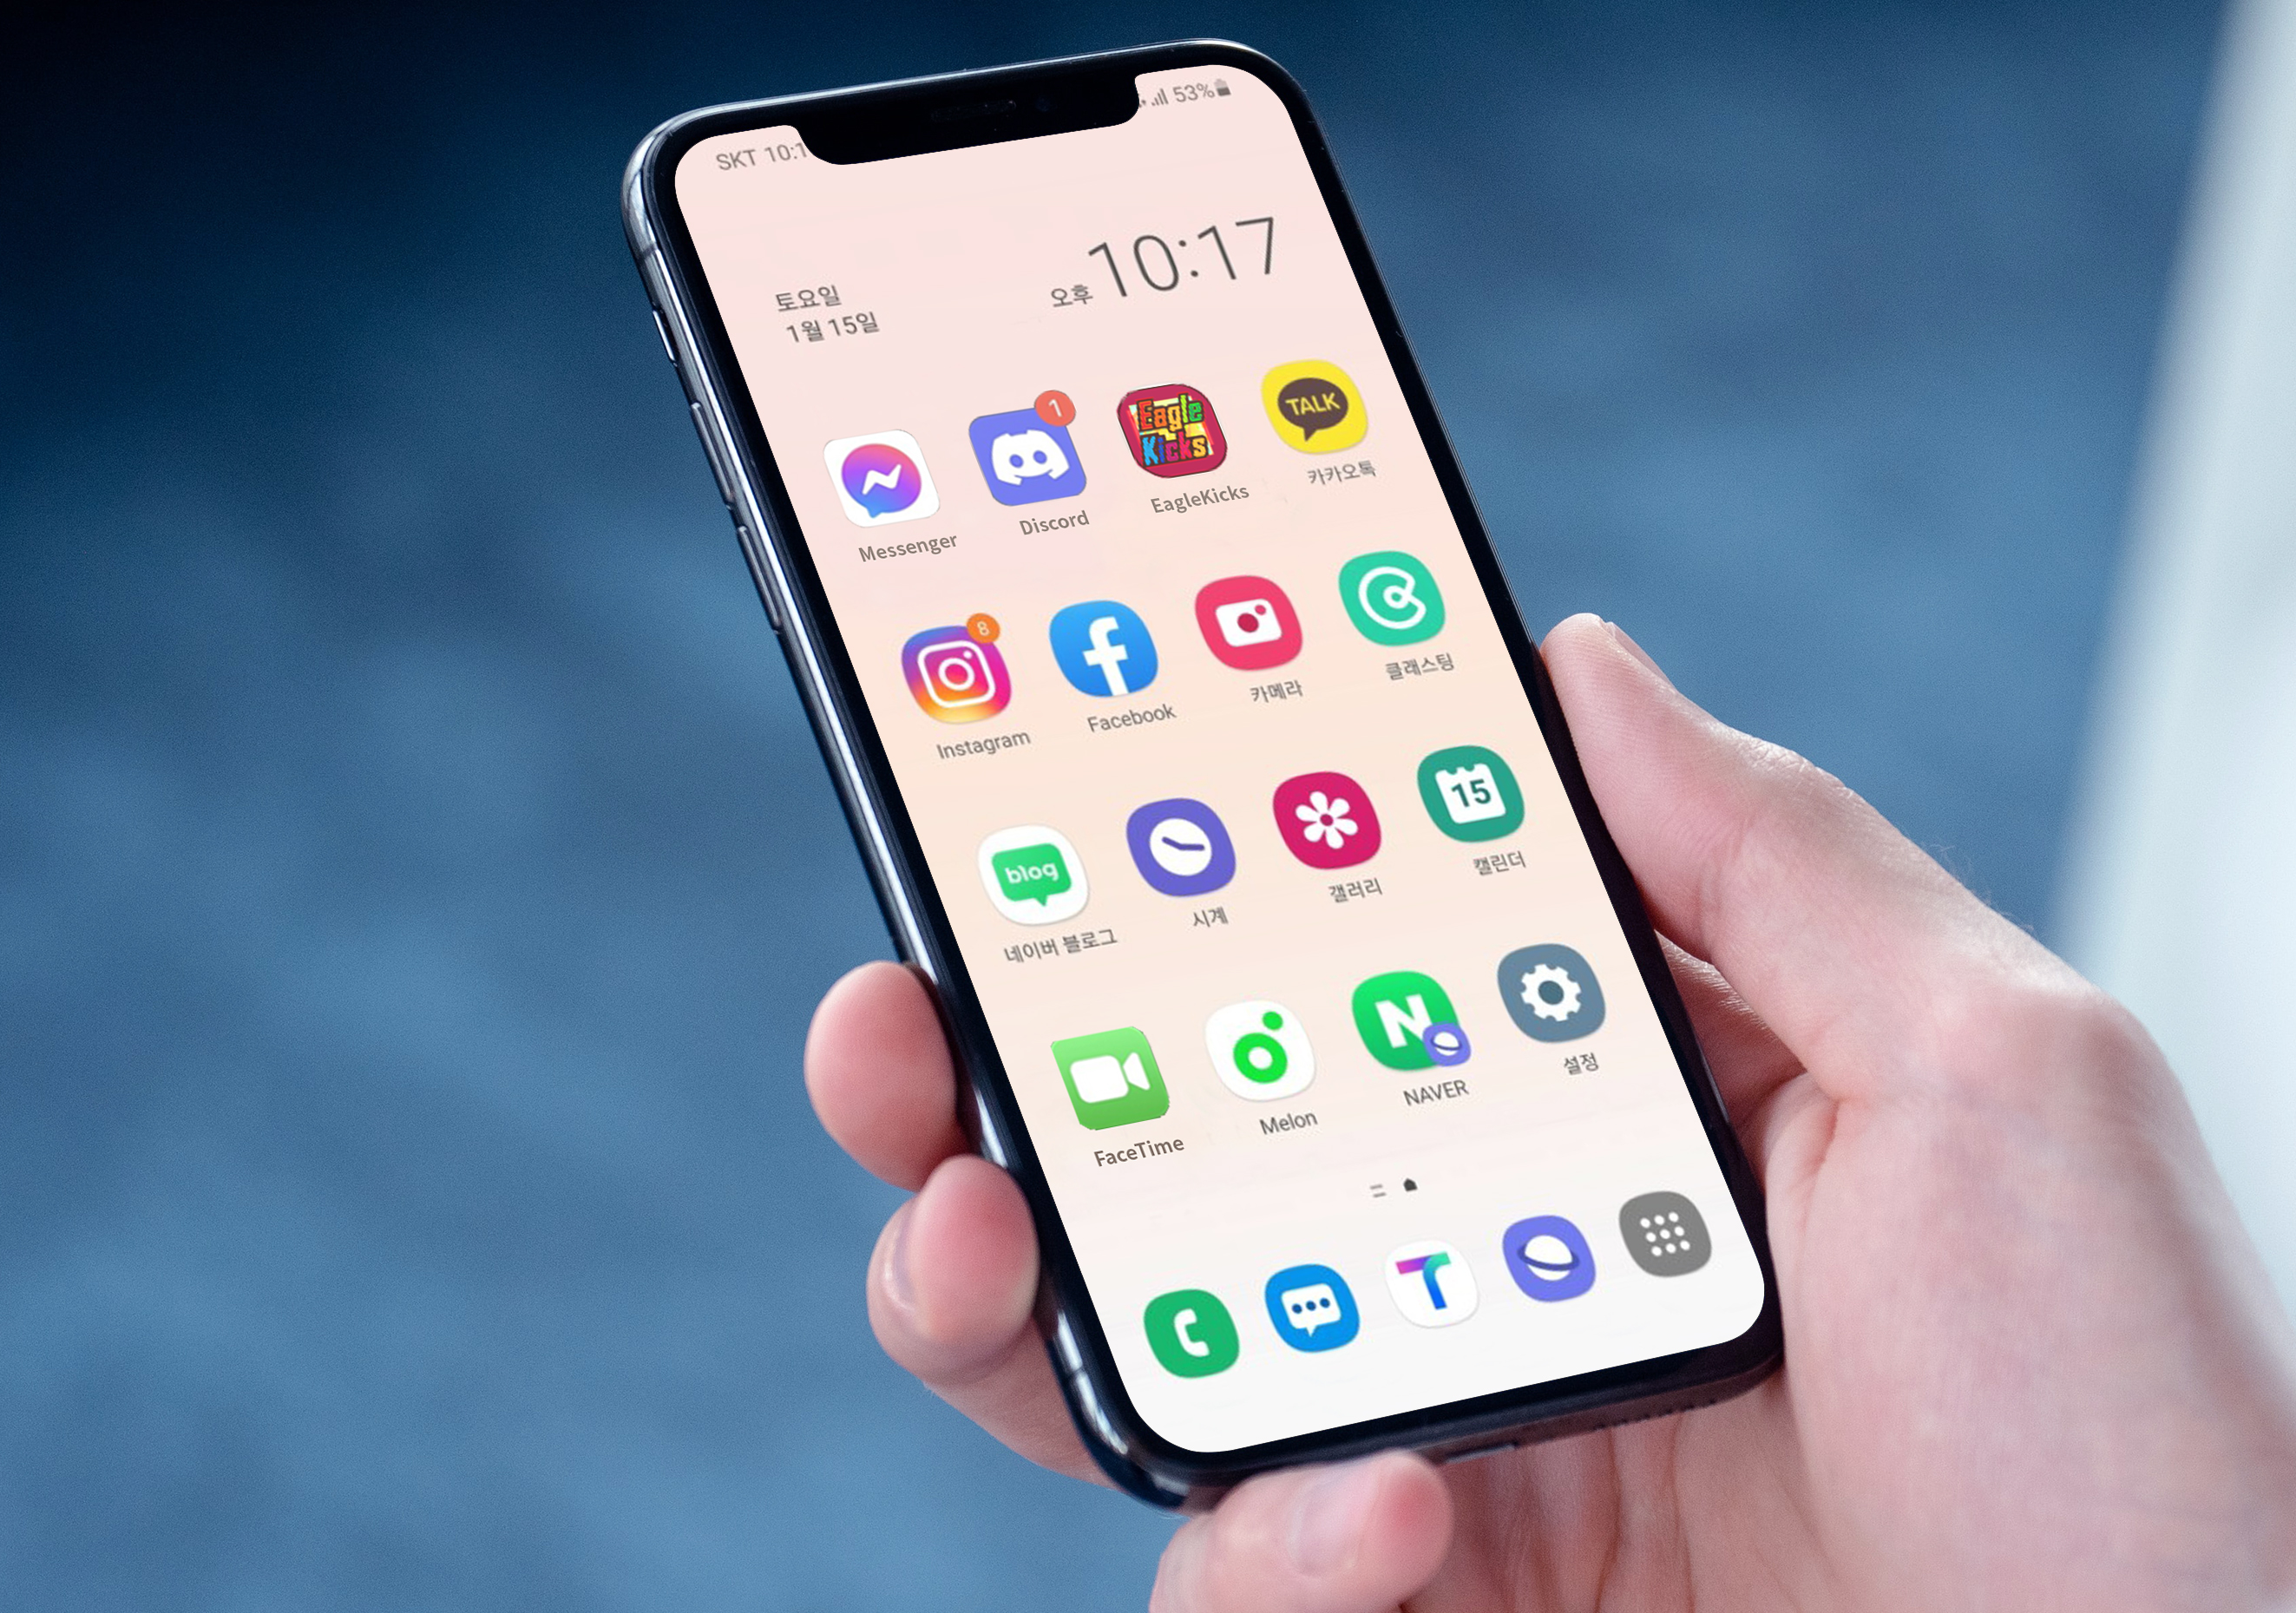 SKT 10:1
53%
오후 10:17
토요일
1월 15일
1
Eagle
Kicks
TALK
Messenger
Discord
EagleKicks
카카오톡
8
Instagram
Facebook
카메라
클래스팅
blog
15
네이버 블로그
시계
갤러리
캘린더
N
FaceTime
Melon
NAVER
설정
T